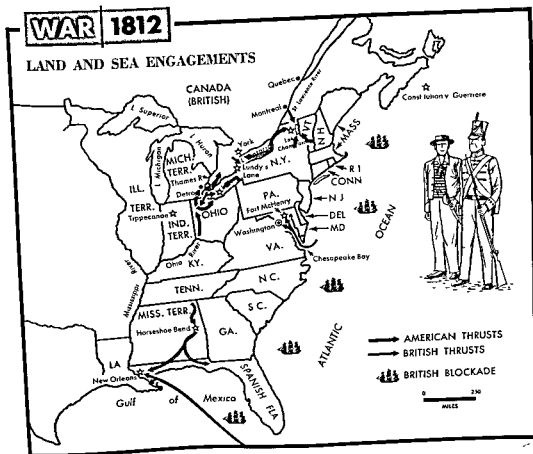 WAR 1812
LAND AND SEA ENGAGEMENTS
CANADA
(BRITISH)
Quebec
St Lawrence River
Montreal
Const itution v Guerriere
L Superior
L Huron
L Michigan
York
VT
N H
MASS
Lake
Champlain
Lundy s
Lane
N.Y.
MICH.
TERR.
Thames R
Detroit
R I
CONN
ILL.
TERR.
Tippecanoe
IND.
TERR.
OHIO
PA.
Fort McHenry
Washington
N J
DEL
MD
OCEAN
Chesapeake Bay
VA.
Ohio River
KY.
Mississippi
River
TENN.
N C.
S C.
MISS. TERR.
Horseshoe Bend
GA.
ATLANTIC
LA
New Orleans
SPANISH FLA
Gulf of Mexico
AMERICAN THRUSTS
BRITISH THRUSTS
BRITISH BLOCKADE
0 250
MILES